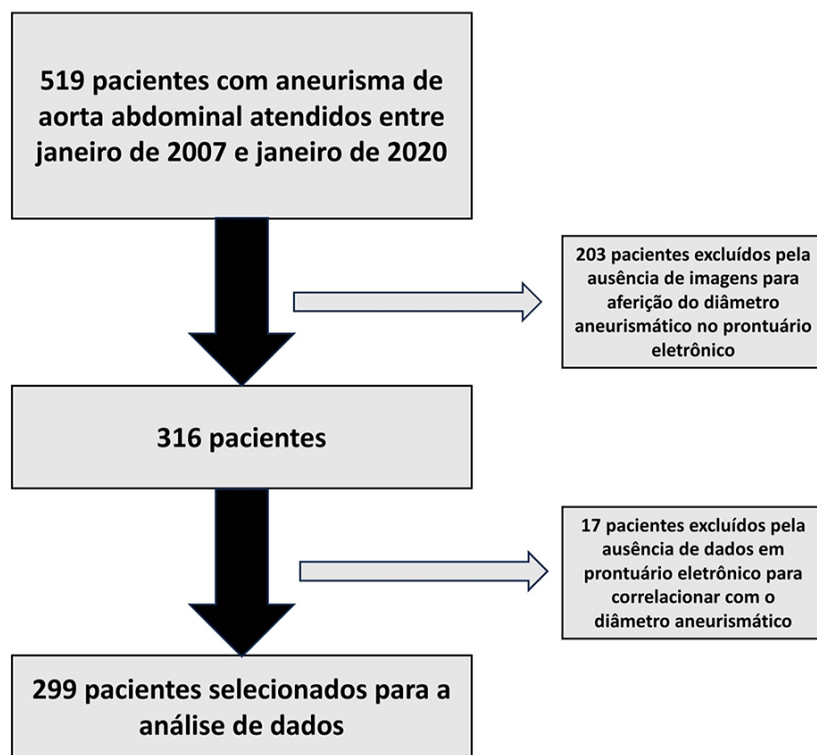 519 pacientes com aneurisma de
aorta abdominal atendidos entre
janeiro de 2007 e janeiro de 2020
203 pacientes excluídos pela
ausência de imagens para
aferição do diâmetro
aneurismático no prontuário
eletrônico
316 pacientes
17 pacientes excluídos pela
ausência de dados em
prontuário eletrônico para
correlacionar com o
diâmetro aneurismático
299 pacientes selecionados para a
análise de dados